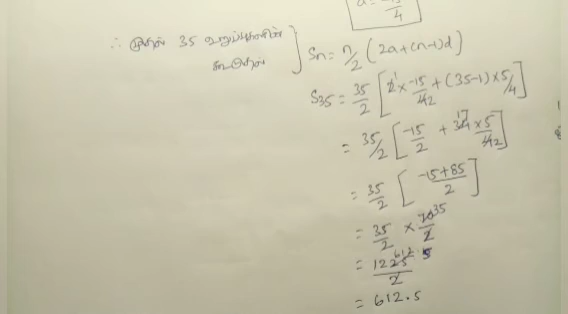 a = -15/4
∴ முதல் 35 உறுப்புகளின் கூடுதல் } Sn = n/2 (2a+(n-1)d)
S35 = 35/2 [2 × -15/4 + (35-1) × 5/4]
= 35/2 [-15/2 + 34 × 5/4]
= 35/2 [-15+85/2]
= 35/2 × 70/2
= 1225/2
= 612.5